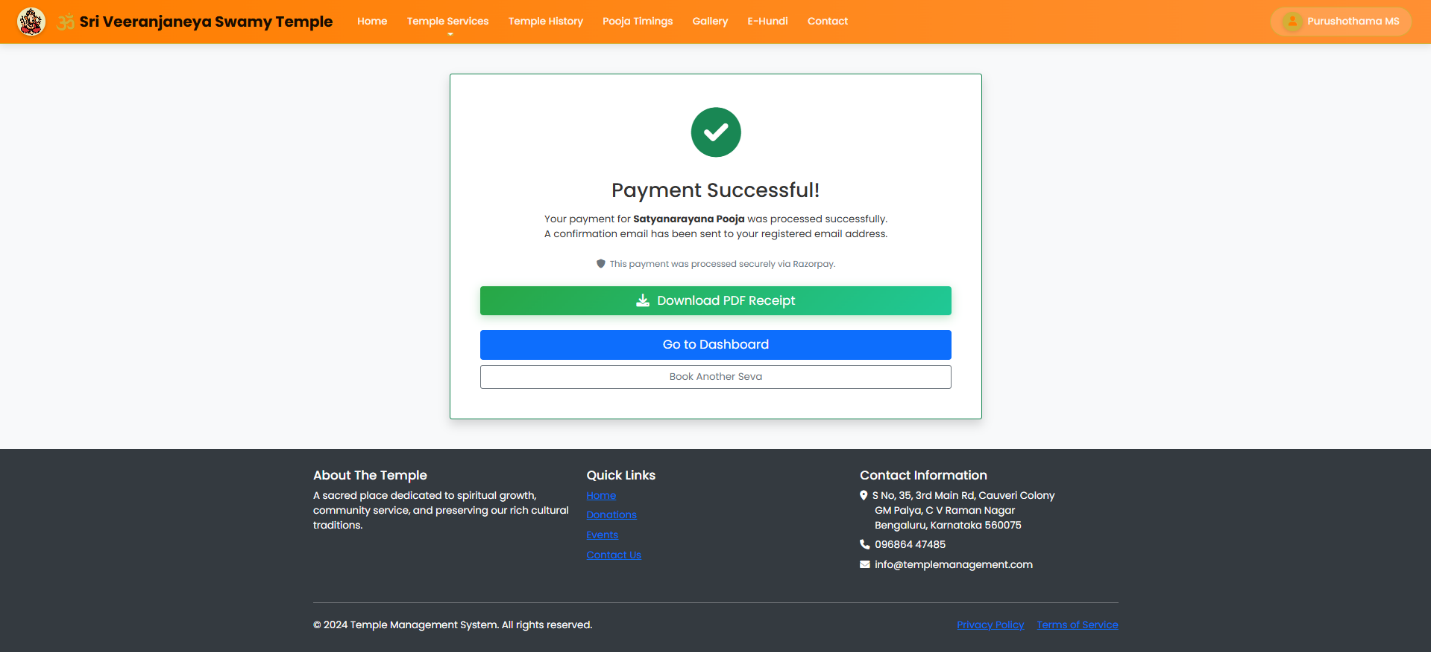 ॐ Sri Veeranjaneya Swamy Temple Home Temple Services Temple History Pooja Timings Gallery E-Hundi Contact Purushothama MS
Payment Successful!
Your payment for Satyanarayana Pooja was processed successfully.
A confirmation email has been sent to your registered email address.
This payment was processed securely via Razorpay.
Download PDF Receipt
Go to Dashboard
Book Another Seva
About The Temple
A sacred place dedicated to spiritual growth,
community service, and preserving our rich cultural
traditions.
Quick Links
Home
Donations
Events
Contact Us
Contact Information
S No, 35, 3rd Main Rd, Cauveri Colony
GM Palya, C V Raman Nagar
Bengaluru, Karnataka 560075
096864 47485
info@templemanagement.com
© 2024 Temple Management System. All rights reserved.
Privacy Policy Terms of Service